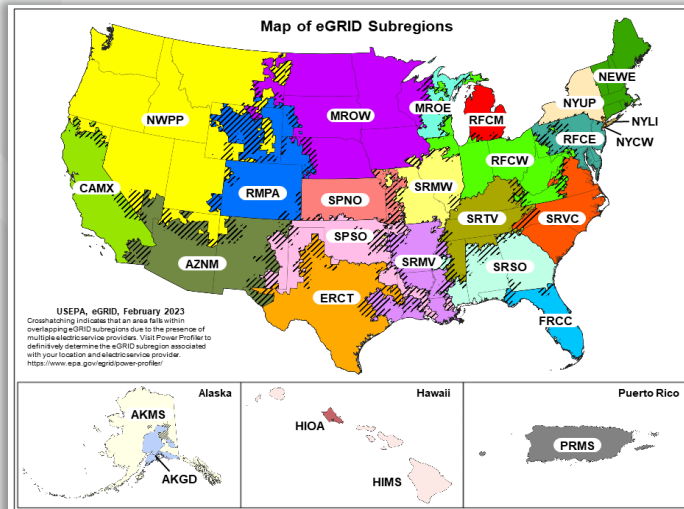 Map of eGRID Subregions
NEWE
NWPP
MROW
MROE
NYUP
RFCM
NYLI
RFCE
NYCW
RFCW
CAMX
RMPA
SPNO
SRMW
SRTV
SRVC
SPSO
AZNM
SRMV
SRSO
ERCT
FRCC
USEPA, eGRID, February 2023
Crosshatching indicates that an area falls within
overlapping eGRID subregions due to the presence of
multiple electricservice providers. Visit Power Profiler to
definitively determine the eGRID subregion associated
with your location and electricservice provider.
https://www.epa.gov/egrid/power-profiler/
Alaska
AKMS
AKGD
Hawaii
HIOA
HIMS
Puerto Rico
PRMS